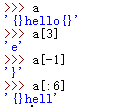 >>> a
'{}hello{}'
>>> a[3]
'e'
>>> a[-1]
'}'
>>> a[:6]
'{}hell'